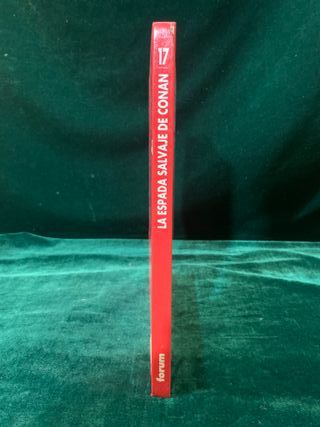 17
LA ESPADA SALVAJE DE CONAN
forum